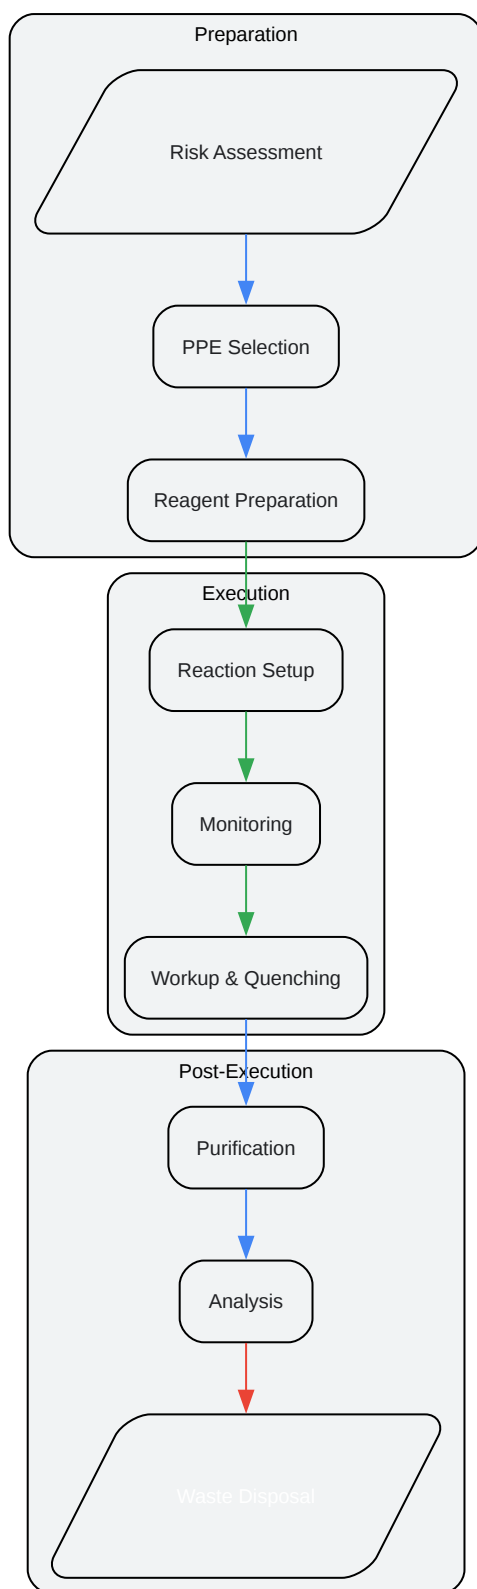 Preparation
Risk Assessment
PPE Selection
Reagent Preparation
Execution
Reaction Setup
Monitoring
Workup & Quenching
Post-Execution
Purification
Analysis
Waste Disposal